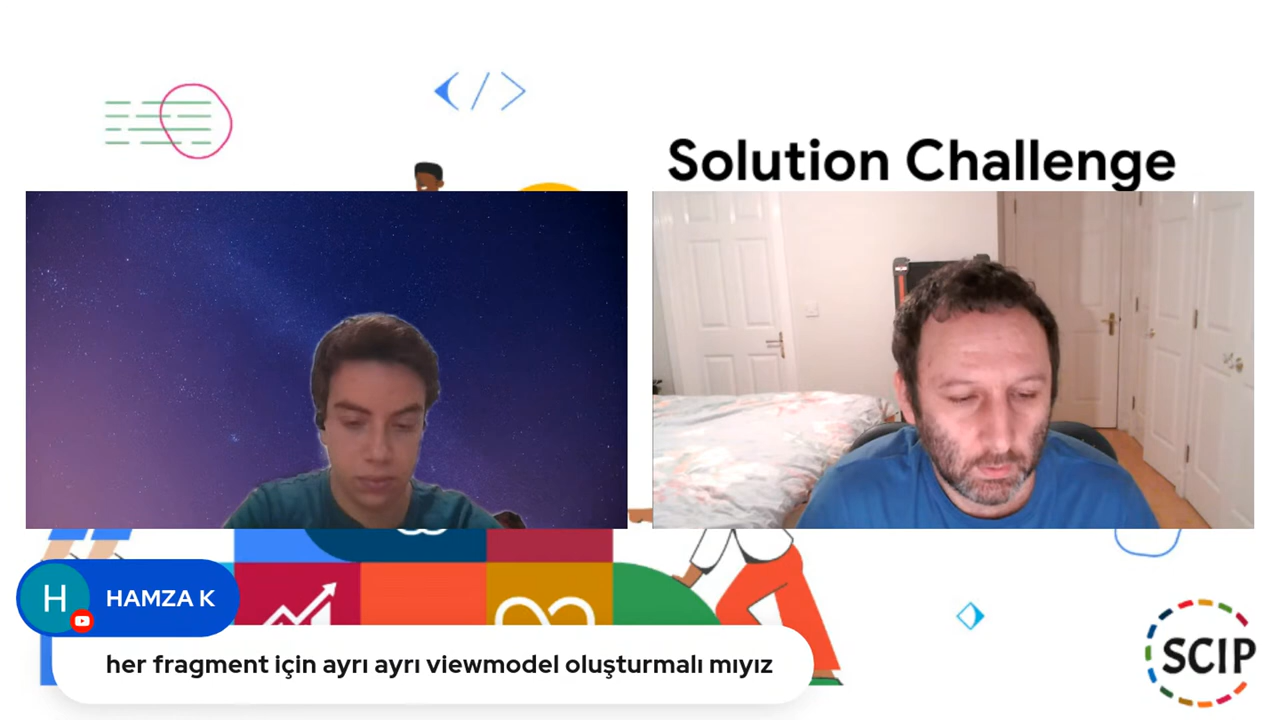 Solution Challenge
H
HAMZA K
her fragment için ayrı ayrı viewmodel oluşturmalı mıyız
SCIP